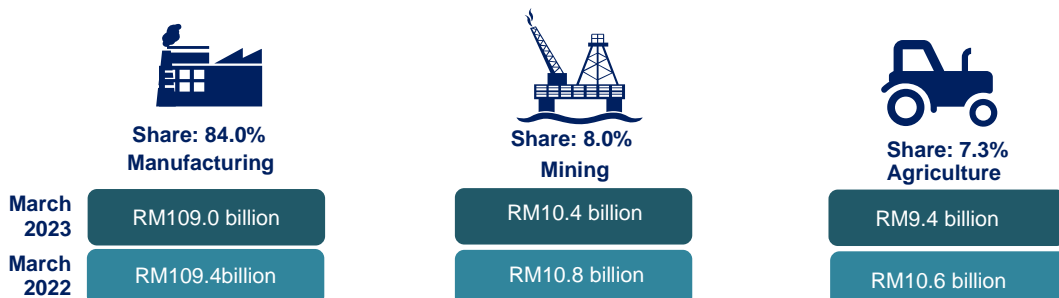 Share: 84.0%
Manufacturing
Share: 8.0%
Mining
Share: 7.3%
Agriculture
March
2023
RM109.0 billion
RM10.4 billion
RM9.4 billion
March
2022
RM109.4billion
RM10.8 billion
RM10.6 billion